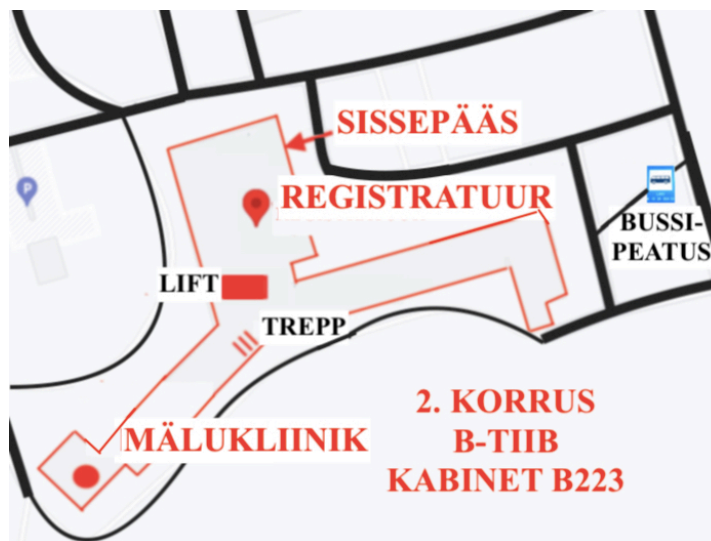 SISSEPÄÄS
P
REGISTRATUUR
BUSSI-
PEATUS
LIFT
TREPP
MÄLUKLIINIK
2. KORRUS
B-TIIB
KABINET B223